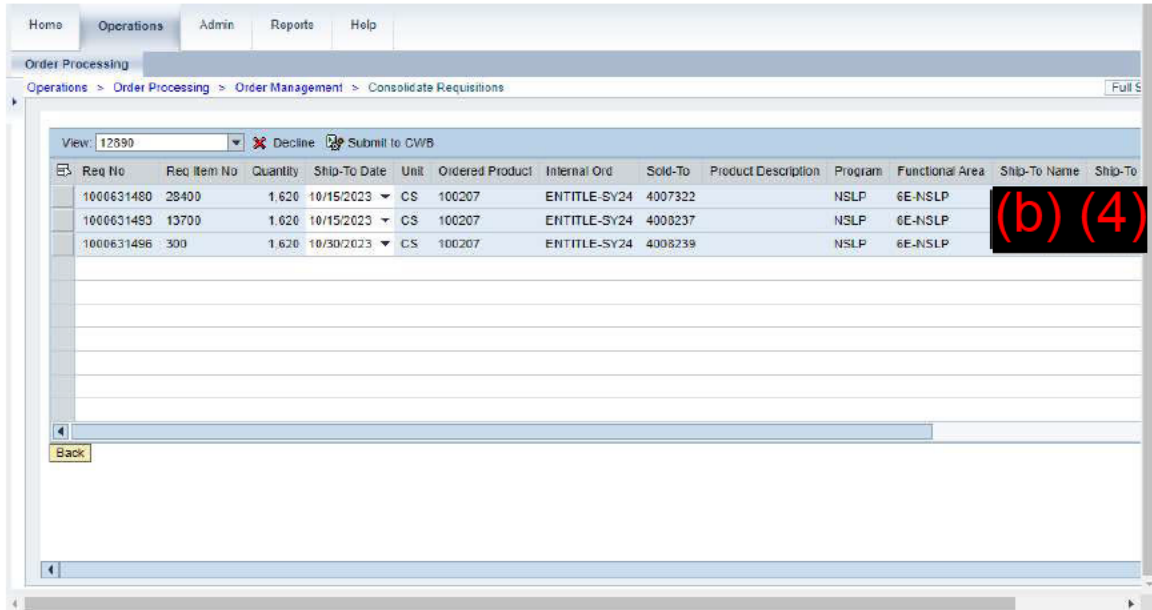 Home Operations Admin Reports Help
Order Processing
Operations > Order Processing > Order Management > Consolidate Requisitions Full S
View: 12890 Decline Submit to CWB
Req No Req Item No Quantity Ship-To Date Unit Ordered Product Internal Ord Sold-To Product Description Program Functional Area Ship-To Name Ship-To
1000631480 28400 1,620 10/15/2023 CS 100207 ENTITLE-SY24 4007322 NSLP 6E-NSLP
1000631493 13700 1,620 10/15/2023 CS 100207 ENTITLE-SY24 4008237 NSLP 6E-NSLP (b) (4)
1000631496 300 1,620 10/30/2023 CS 100207 ENTITLE-SY24 4008239 NSLP 6E-NSLP
Back